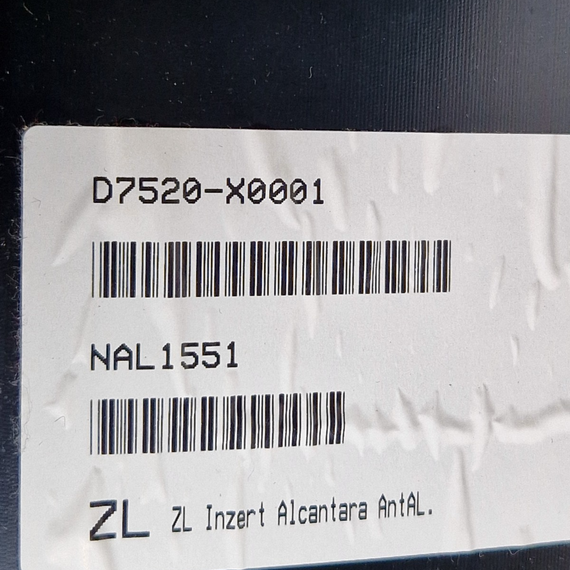 D7520-X0001
NAL1551
ZL ZL Inzert Alcantara AntAL.